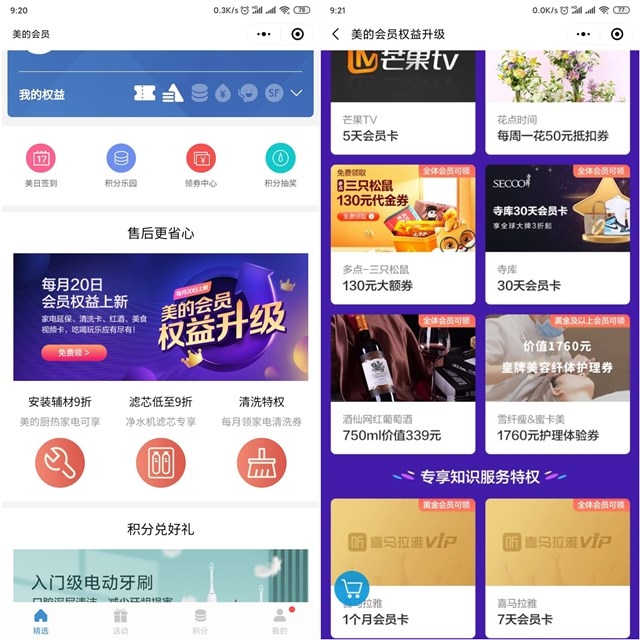 9:20
0.3K/s
78
美的会员
我的权益
SF
17
美日签到
积分乐园
领券中心
积分抽奖
售后更省心
每月20日
会员权益上新
家电延保、清洗卡、红酒、美食
视频卡，吃喝玩乐应有尽有！
免费领 >
每月20日上新
美的会员
权益升级
安装辅材9折
美的厨热家电可享
滤芯低至9折
净水机滤芯专享
清洗特权
每月领家电清洗券
积分兑好礼
入门级电动牙刷
精选
活动
积分
我的
9:21
0.0K/s
77
美的会员权益升级
芒果tv
芒果TV
5天会员卡
花点时间
每周一花50元抵扣券
免费领取
三只松鼠
130元代金券
免费领取
多点-三只松鼠
130元大额券
全体会员可领
SECOO
寺库30天会员卡
享全球大牌3折起
寺库
30天会员卡
全体会员可领
酒仙网红葡萄酒
750ml价值339元
黄金及以上会员可领
价值1760元
皇牌美容纤体护理券
雪纤瘦&蜜卡美
1760元护理体验券
专享知识服务特权
黄金会员可领
听 喜马拉雅VIP
喜马拉雅
1个月会员卡
全体会员可领
听 喜马拉雅VIP
喜马拉雅
7天会员卡